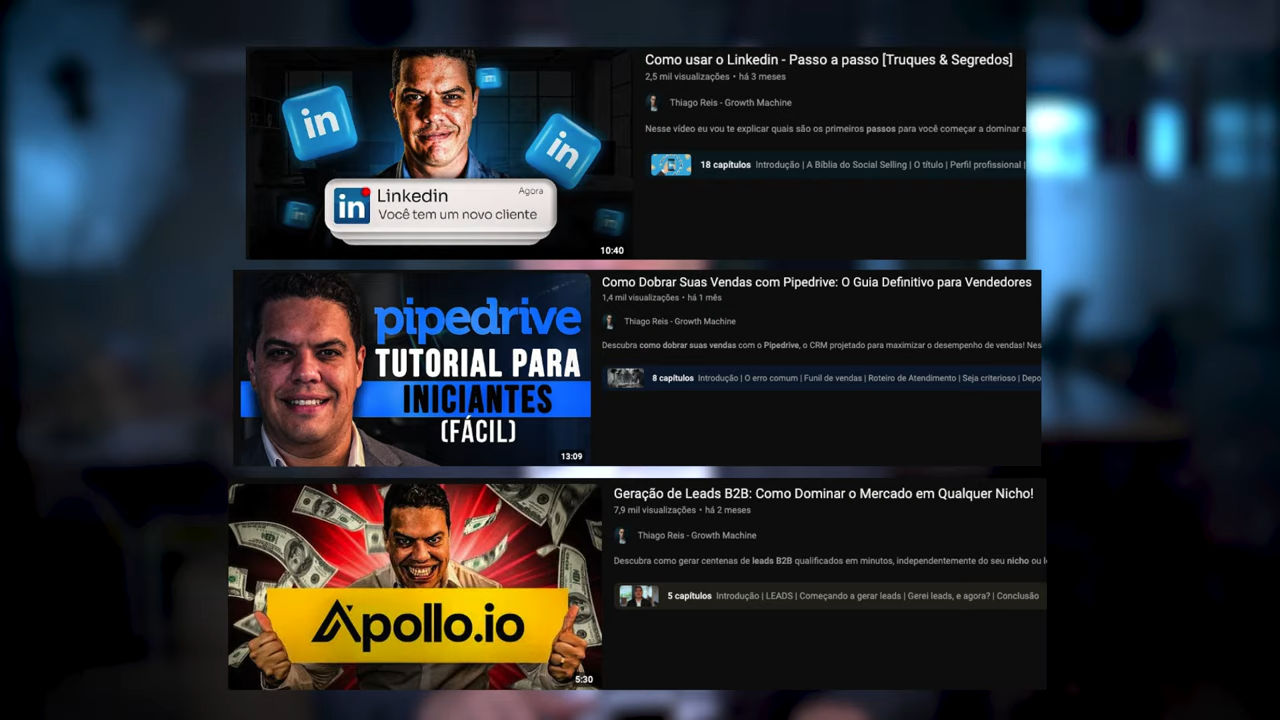 in
in
in
Linkedin
Agora
Você tem um novo cliente
10:40
Como usar o Linkedin - Passo a passo [Truques & Segredos]
2,5 mil visualizações • há 3 meses
Thiago Reis - Growth Machine
Nesse vídeo eu vou te explicar quais são os primeiros passos para você começar a dominar a
18 capítulos Introdução | A Bíblia do Social Selling | O título | Perfil profissional |
pipedrive
TUTORIAL PARA
INICIANTES
(FÁCIL)
13:09
Como Dobrar Suas Vendas com Pipedrive: O Guia Definitivo para Vendedores
1,4 mil visualizações • há 1 mês
Thiago Reis - Growth Machine
Descubra como dobrar suas vendas com o Pipedrive, o CRM projetado para maximizar o desempenho de vendas! Nes
8 capítulos Introdução | O erro comum | Funil de vendas | Roteiro de Atendimento | Seja criterioso | Depo
Apollo.io
5:30
Geração de Leads B2B: Como Dominar o Mercado em Qualquer Nicho!
7,9 mil visualizações • há 2 meses
Thiago Reis - Growth Machine
Descubra como gerar centenas de leads B2B qualificados em minutos, independentemente do seu nicho ou
5 capítulos Introdução | LEADS | Começando a gerar leads | Gerei leads, e agora? | Conclusão